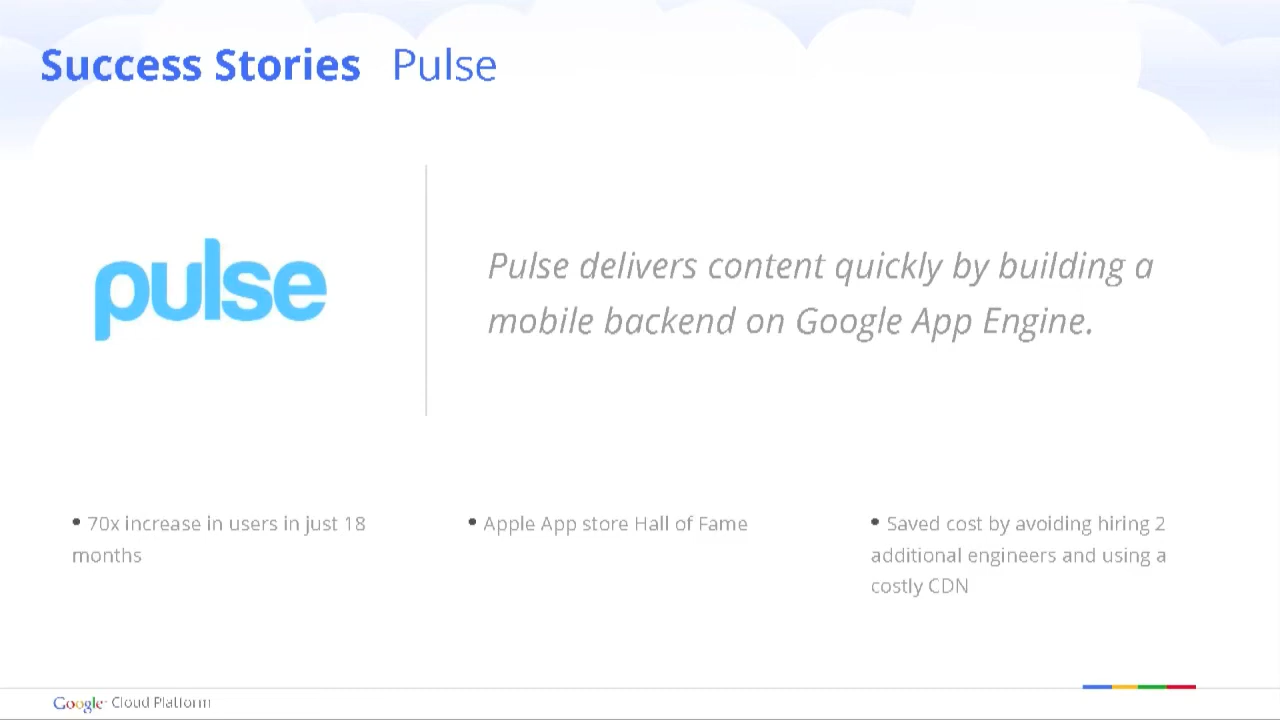 Success Stories Pulse
pulse
Pulse delivers content quickly by building a
mobile backend on Google App Engine.
• 70x increase in users in just 18
months
• Apple App store Hall of Fame
• Saved cost by avoiding hiring 2
additional engineers and using a
costly CDN
Google Cloud Platform